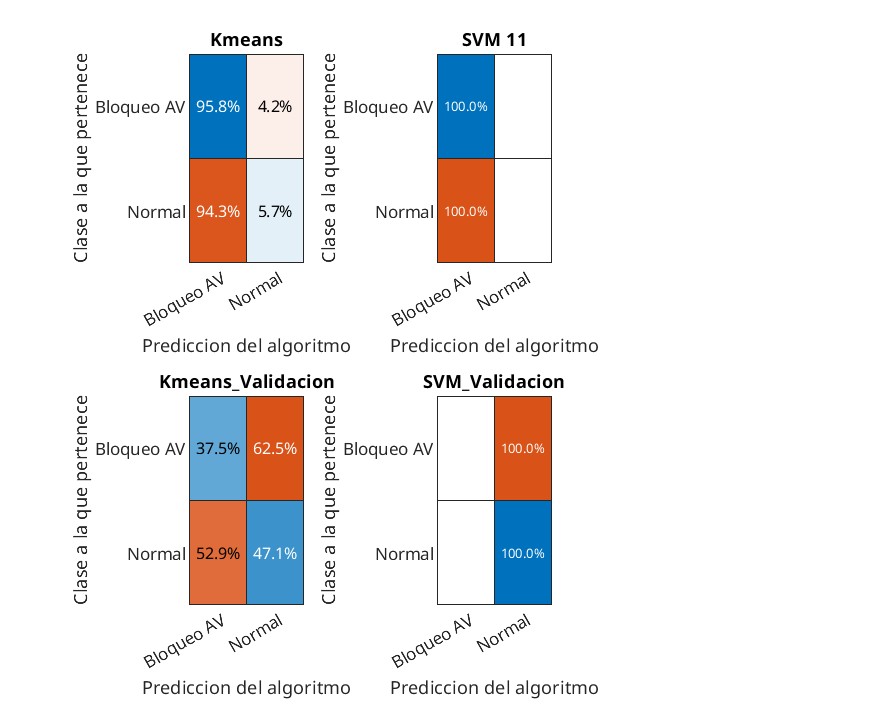 Kmeans
Clase a la que pertenece
Bloqueo AV
95.8%
4.2%
Normal
94.3%
5.7%
Bloqueo AV
Normal
Prediccion del algoritmo
SVM 11
Clase a la que pertenece
Bloqueo AV
100.0%
Normal
100.0%
Bloqueo AV
Normal
Prediccion del algoritmo
Kmeans_Validacion
Clase a la que pertenece
Bloqueo AV
37.5%
62.5%
Normal
52.9%
47.1%
Bloqueo AV
Normal
Prediccion del algoritmo
SVM_Validacion
Clase a la que pertenece
Bloqueo AV
100.0%
Normal
100.0%
Bloqueo AV
Normal
Prediccion del algoritmo